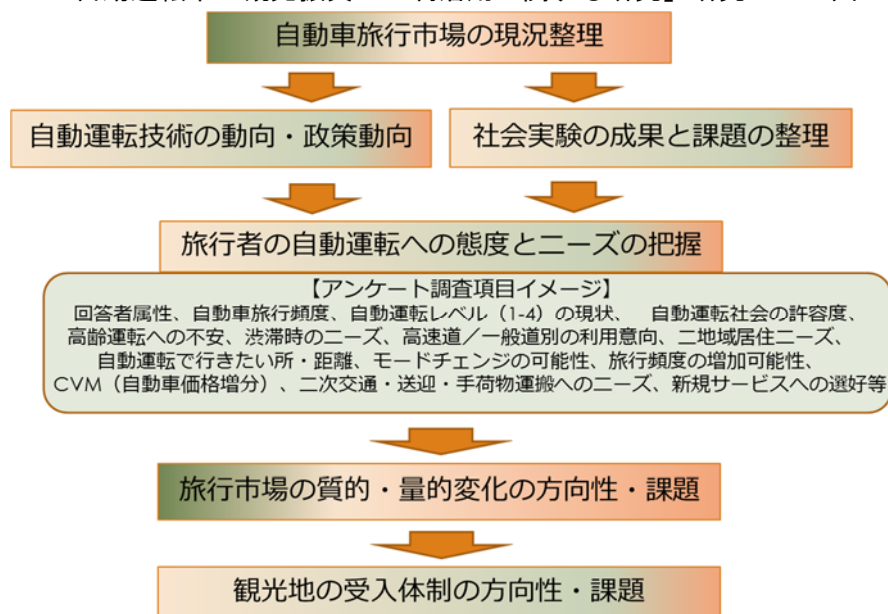 自動車旅行市場の現況整理
自動運転技術の動向・政策動向
社会実験の成果と課題の整理
旅行者の自動運転への態度とニーズの把握
【アンケート調査項目イメージ】
回答者属性、自動車旅行頻度、自動運転レベル（1-4）の現状、 自動運転社会の許容度、
高齢運転への不安、渋滞時のニーズ、高速道／一般道別の利用意向、二地域居住ニーズ、
自動運転で行きたい所・距離、モードチェンジの可能性、旅行頻度の増加可能性、
CVM（自動車価格増分）、二次交通・送迎・手荷物運搬へのニーズ、新規サービスへの選好等
旅行市場の質的・量的変化の方向性・課題
観光地の受入体制の方向性・課題